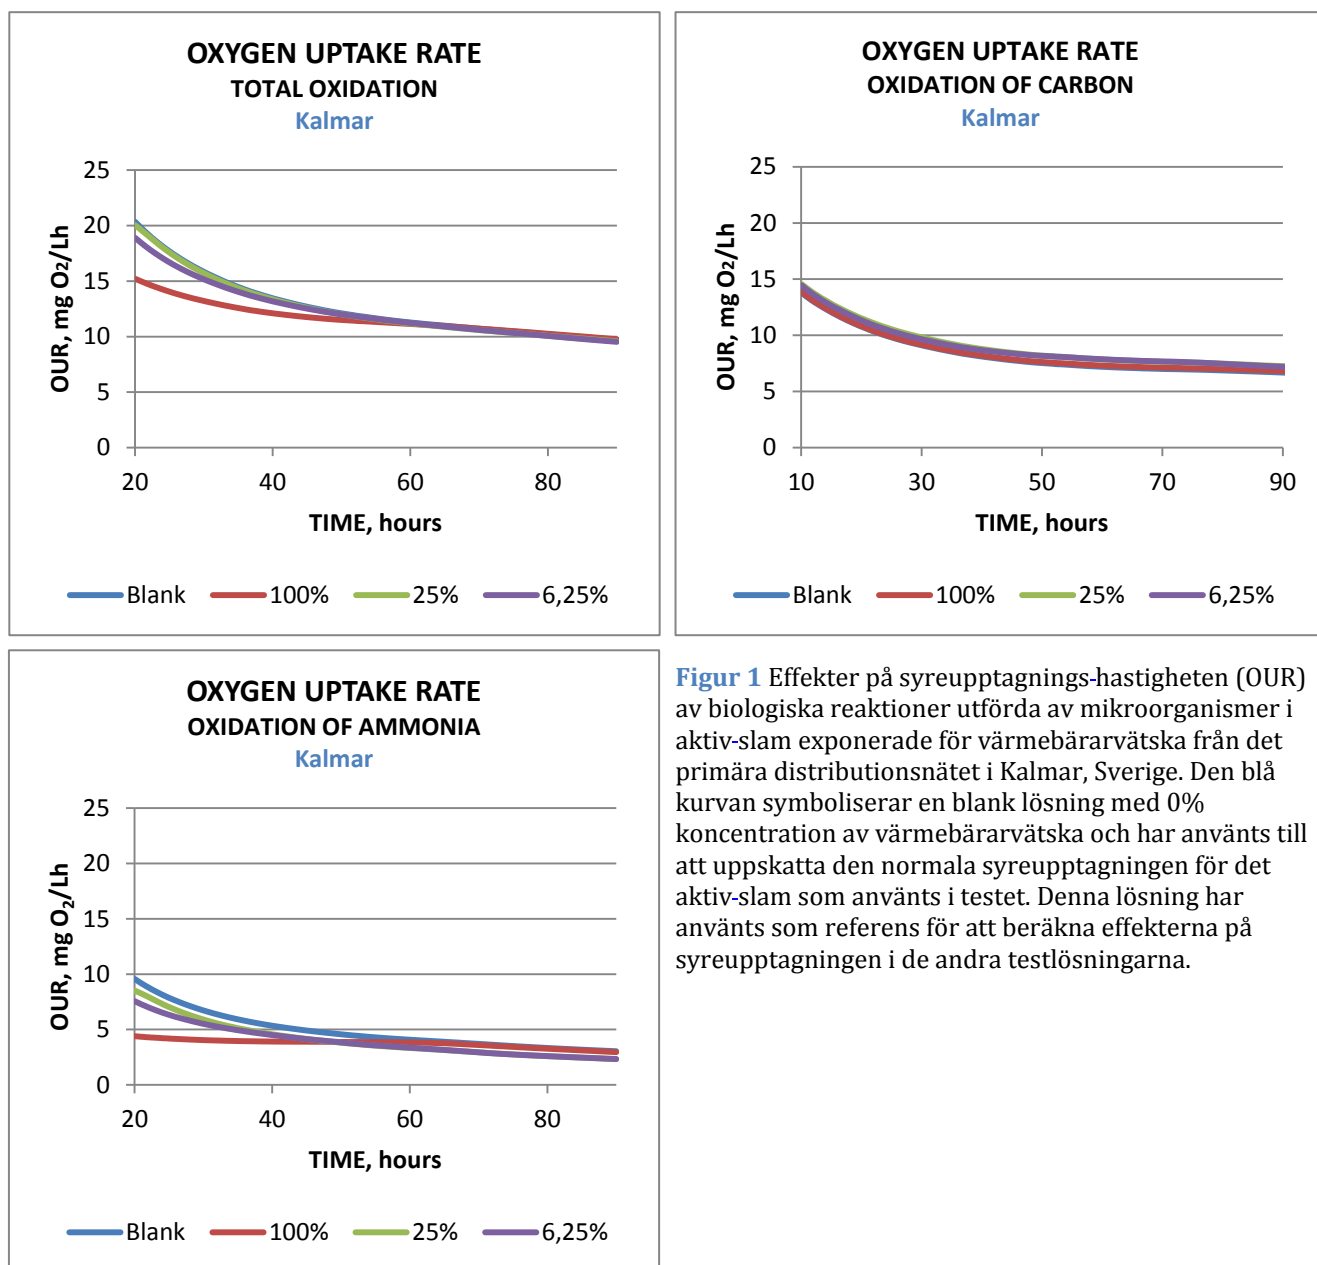 OXYGEN UPTAKE RATE
TOTAL OXIDATION
Kalmar
25
20
15
10
5
0
OUR, mg O2/Lh
20 40 60 80
TIME, hours
Blank 100% 25% 6,25%
OXYGEN UPTAKE RATE
OXIDATION OF CARBON
Kalmar
25
20
15
10
5
0
OUR, mg O2/Lh
10 30 50 70 90
TIME, hours
Blank 100% 25% 6,25%
OXYGEN UPTAKE RATE
OXIDATION OF AMMONIA
Kalmar
25
20
15
10
5
0
OUR, mg O₂/Lh
20 40 60 80
TIME, hours
Blank 100% 25% 6,25%
Figur 1 Effekter på syreupptagnings-hastigheten (OUR)
av biologiska reaktioner utförda av mikroorganismer i
aktiv-slam exponerade för värmebärarvätska från det
primära distributionsnätet i Kalmar, Sverige. Den blå
kurvan symboliserar en blank lösning med 0%
koncentration av värmebärarvätska och har använts till
att uppskatta den normala syreupptagningen för det
aktiv-slam som använts i testet. Denna lösning har
använts som referens för att beräkna effekterna på
syreupptagningen i de andra testlösningarna.